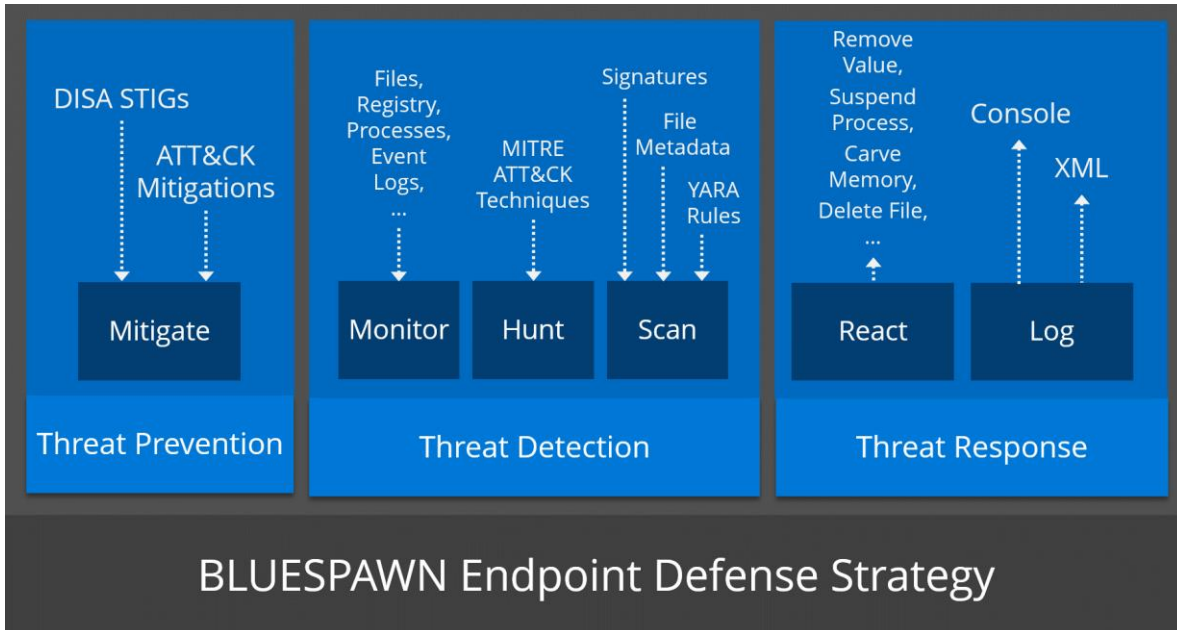 DISA STIGs
ATT&CK
Mitigations
Mitigate
Threat Prevention
Files,
Registry,
Processes,
Event
Logs,
...
Monitor
MITRE
ATT&CK
Techniques
Hunt
Signatures
File
Metadata
YARA
Rules
Scan
Threat Detection
Remove
Value,
Suspend
Process,
Carve
Memory,
Delete File,
...
React
Console
XML
Log
Threat Response
BLUESPAWN Endpoint Defense Strategy